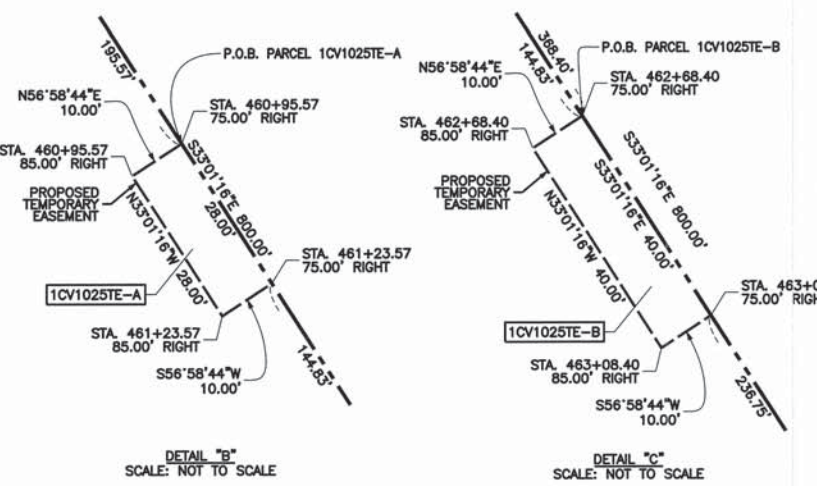 195.57'
P.O.B. PARCEL 1CV1025TE-A
N56°58'44"E
10.00'
STA. 460+95.57
75.00' RIGHT
STA. 460+95.57
85.00' RIGHT
PROPOSED
TEMPORARY
EASEMENT
S33°01'16"E 800.00'
28.00'
N33°01'16"W 28.00'
STA. 461+23.57
75.00' RIGHT
1CV1025TE-A
STA. 461+23.57
85.00' RIGHT
144.83'
S56°58'44"W
10.00'
DETAIL "B"
SCALE: NOT TO SCALE
368.40'
144.83'
P.O.B. PARCEL 1CV1025TE-B
N56°58'44"E
10.00'
STA. 462+68.40
75.00' RIGHT
STA. 462+68.40
85.00' RIGHT
S33°01'16"E 800.00'
S33°01'16"E 40.00'
PROPOSED
TEMPORARY
EASEMENT
N33°01'16"W 40.00'
STA. 463+0
75.00' RIGH
1CV1025TE-B
STA. 463+08.40
85.00' RIGHT
236.75'
S56°58'44"W
10.00'
DETAIL "C"
SCALE: NOT TO SCALE